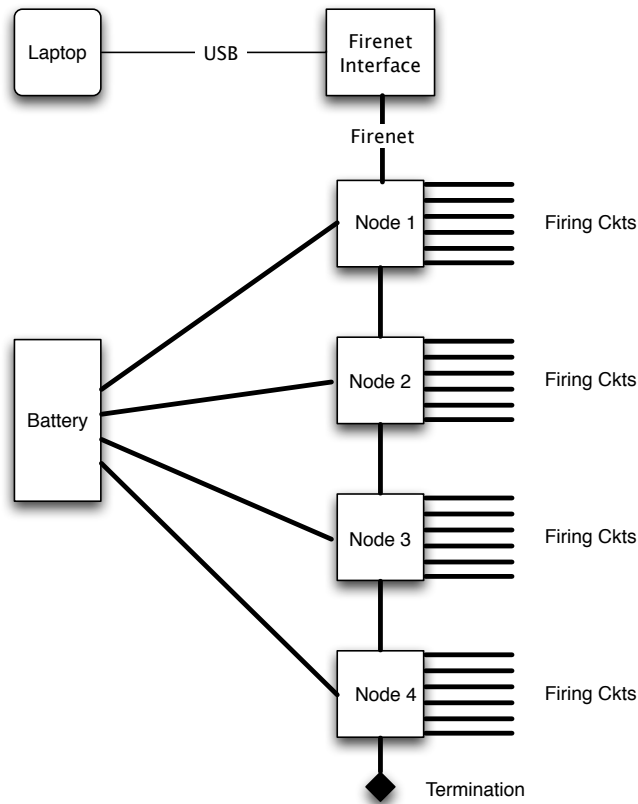 Laptop
USB
Firenet
Interface
Firenet
Node 1
Firing Ckts
Node 2
Firing Ckts
Battery
Node 3
Firing Ckts
Node 4
Firing Ckts
Termination